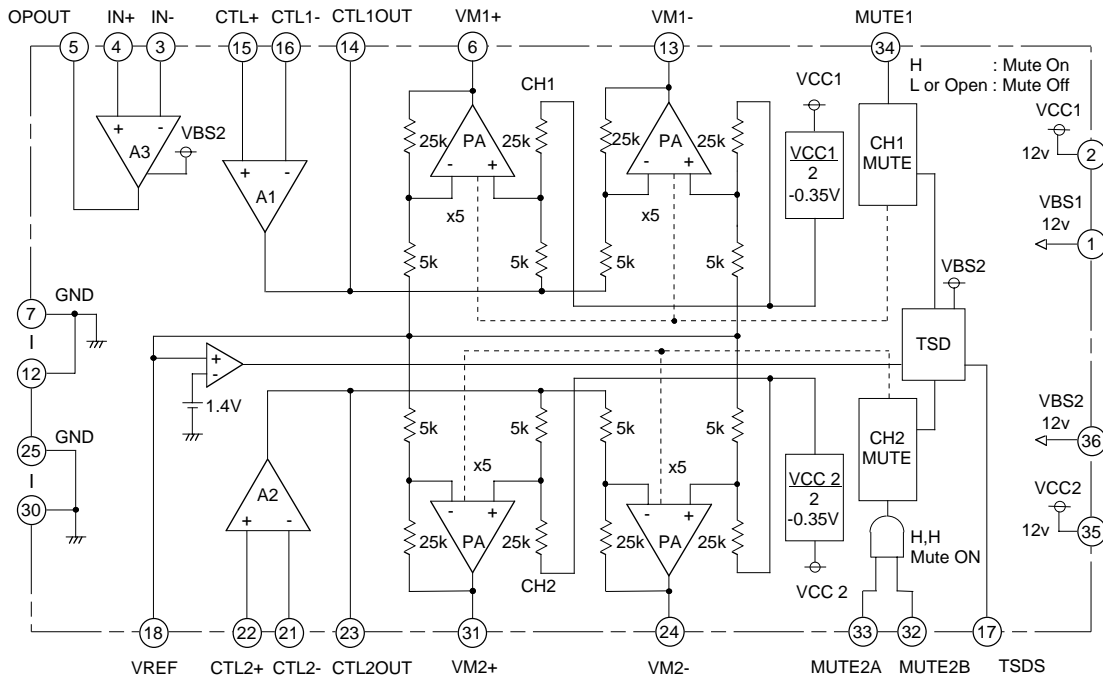 OPOUT IN+ IN- CTL+ CTL1- CTL1OUT VM1+ VM1- MUTE1
5 4 3 15 16 14 6 13 34
H : Mute On
L or Open : Mute Off
VCC1
CH1
VCC1
12v
2
+ -
A3
VBS2
25k
PA
- +
25k
25k
PA
- +
25k
CH1
MUTE
VCC1
2
-0.35V
+ -
A1
x5
x5
VBS1
12v
1
5k
5k
5k
5k
VBS2
GND
7
12
TSD
+
-
1.4V
VBS2
12v
36
GND
25
30
5k
5k
5k
5k
x5
CH2
MUTE
VCC 2
2
-0.35V
A2
+ -
- +
PA
25k
25k
- +
PA
25k
25k
VCC2
12v
35
H,H
Mute ON
CH2
VCC 2
18 22 21 23 31 24 33 32 17
VREF CTL2+ CTL2- CTL2OUT VM2+ VM2- MUTE2A MUTE2B TSDS